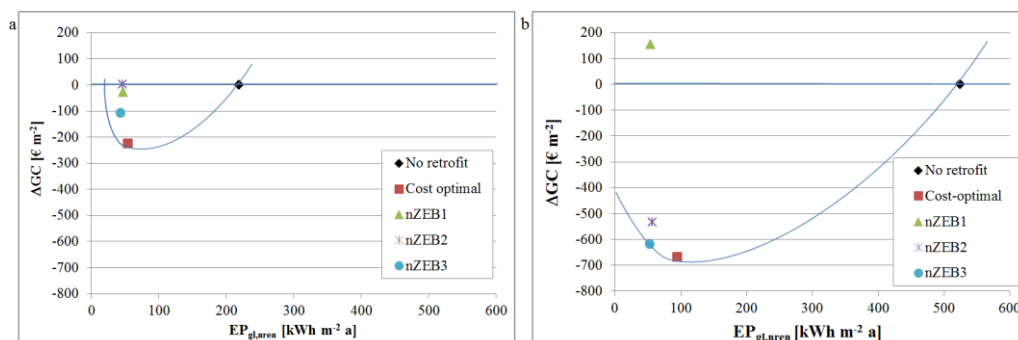 a
200
100
0
-100
-200
-300
-400
-500
-600
-700
-800
ΔGC [€ m-2]
No retrofit
Cost optimal
nZEB1
nZEB2
nZEB3
0 100 200 300 400 500 600
EPgl,nren [kWh m-2 a]
b
200
100
0
-100
-200
-300
-400
-500
-600
-700
-800
ΔGC [€ m-2]
No retrofit
Cost-optimal
nZEB1
nZEB2
nZEB3
0 100 200 300 400 500 600
EPgl,nren [kWh m-2 a]